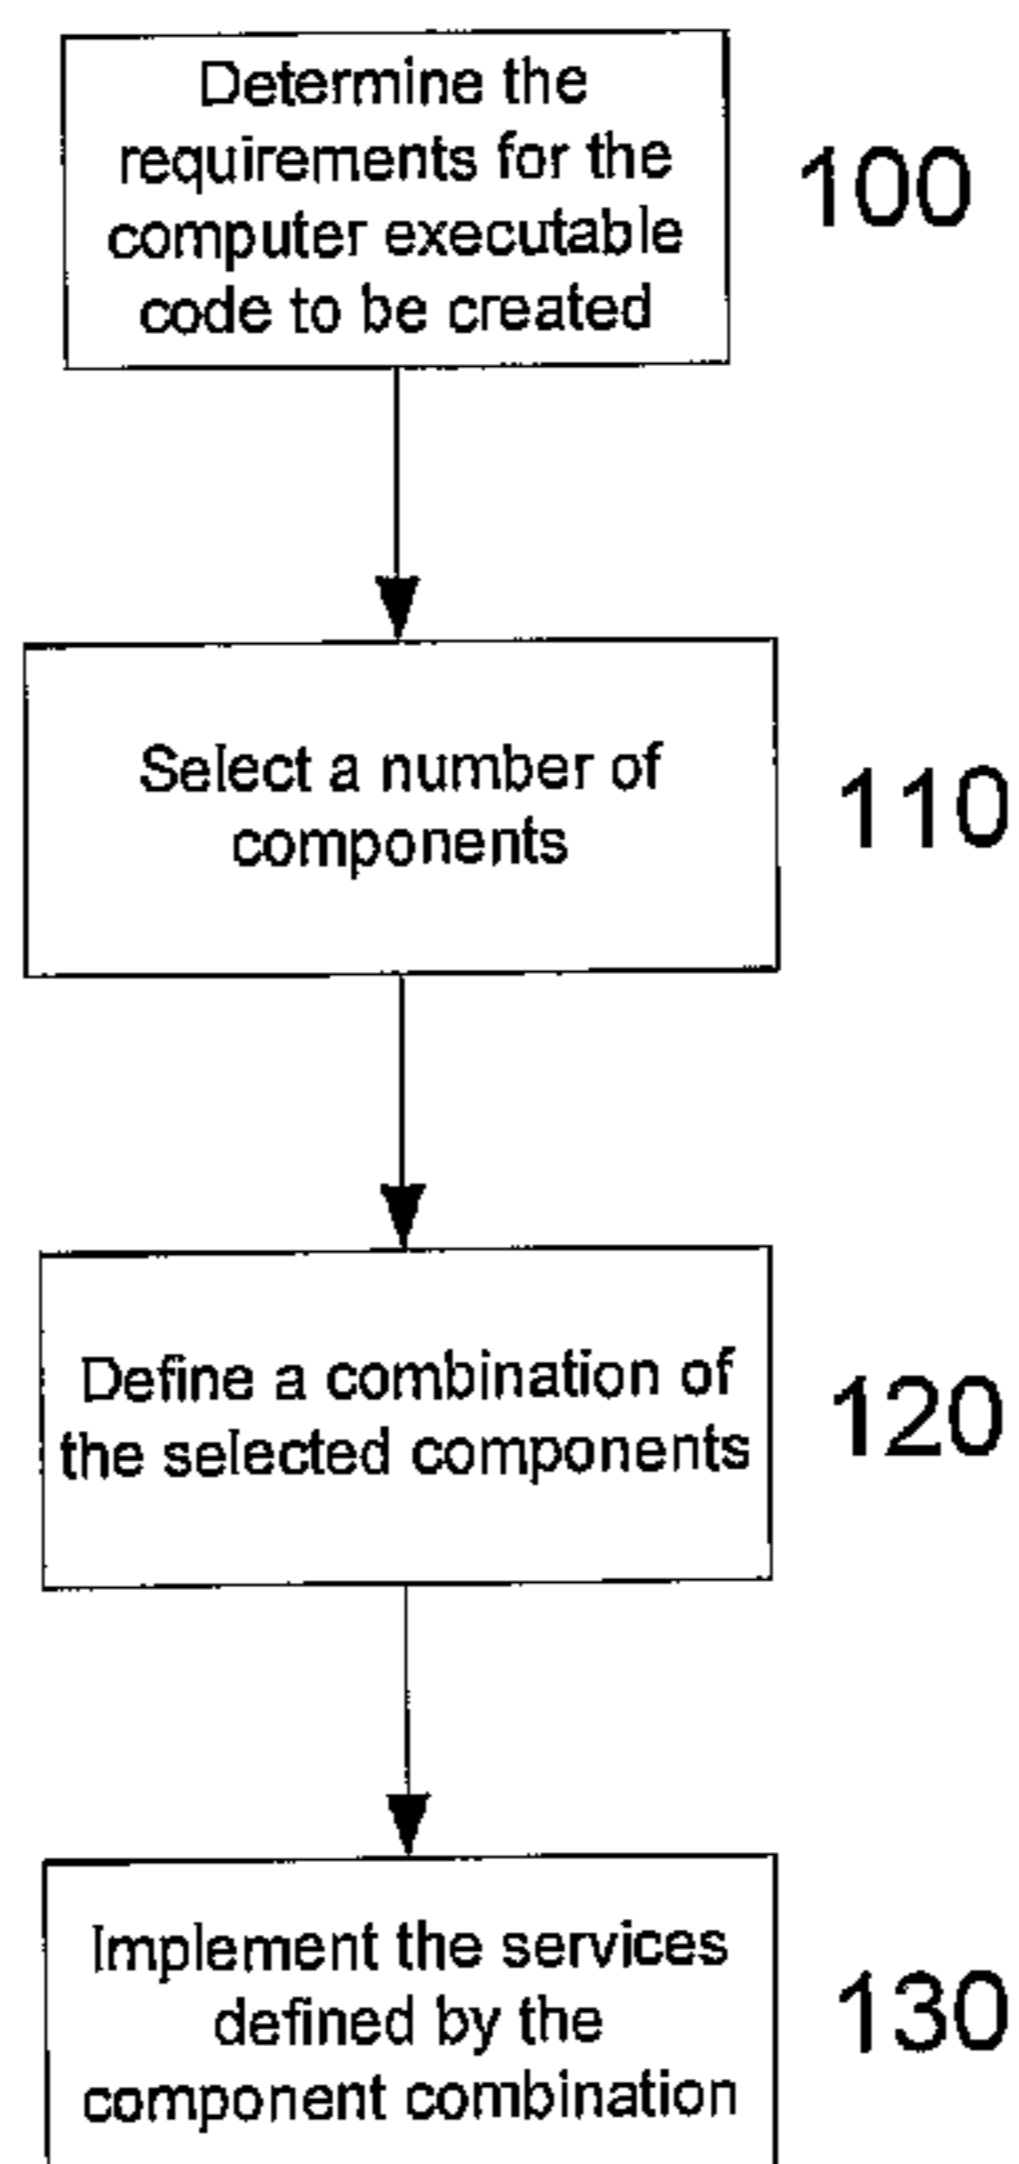 Determine the
requirements for the
computer executable
code to be created
100
Select a number of
components
110
Define a combination of
the selected components
120
Implement the services
defined by the
component combination
130